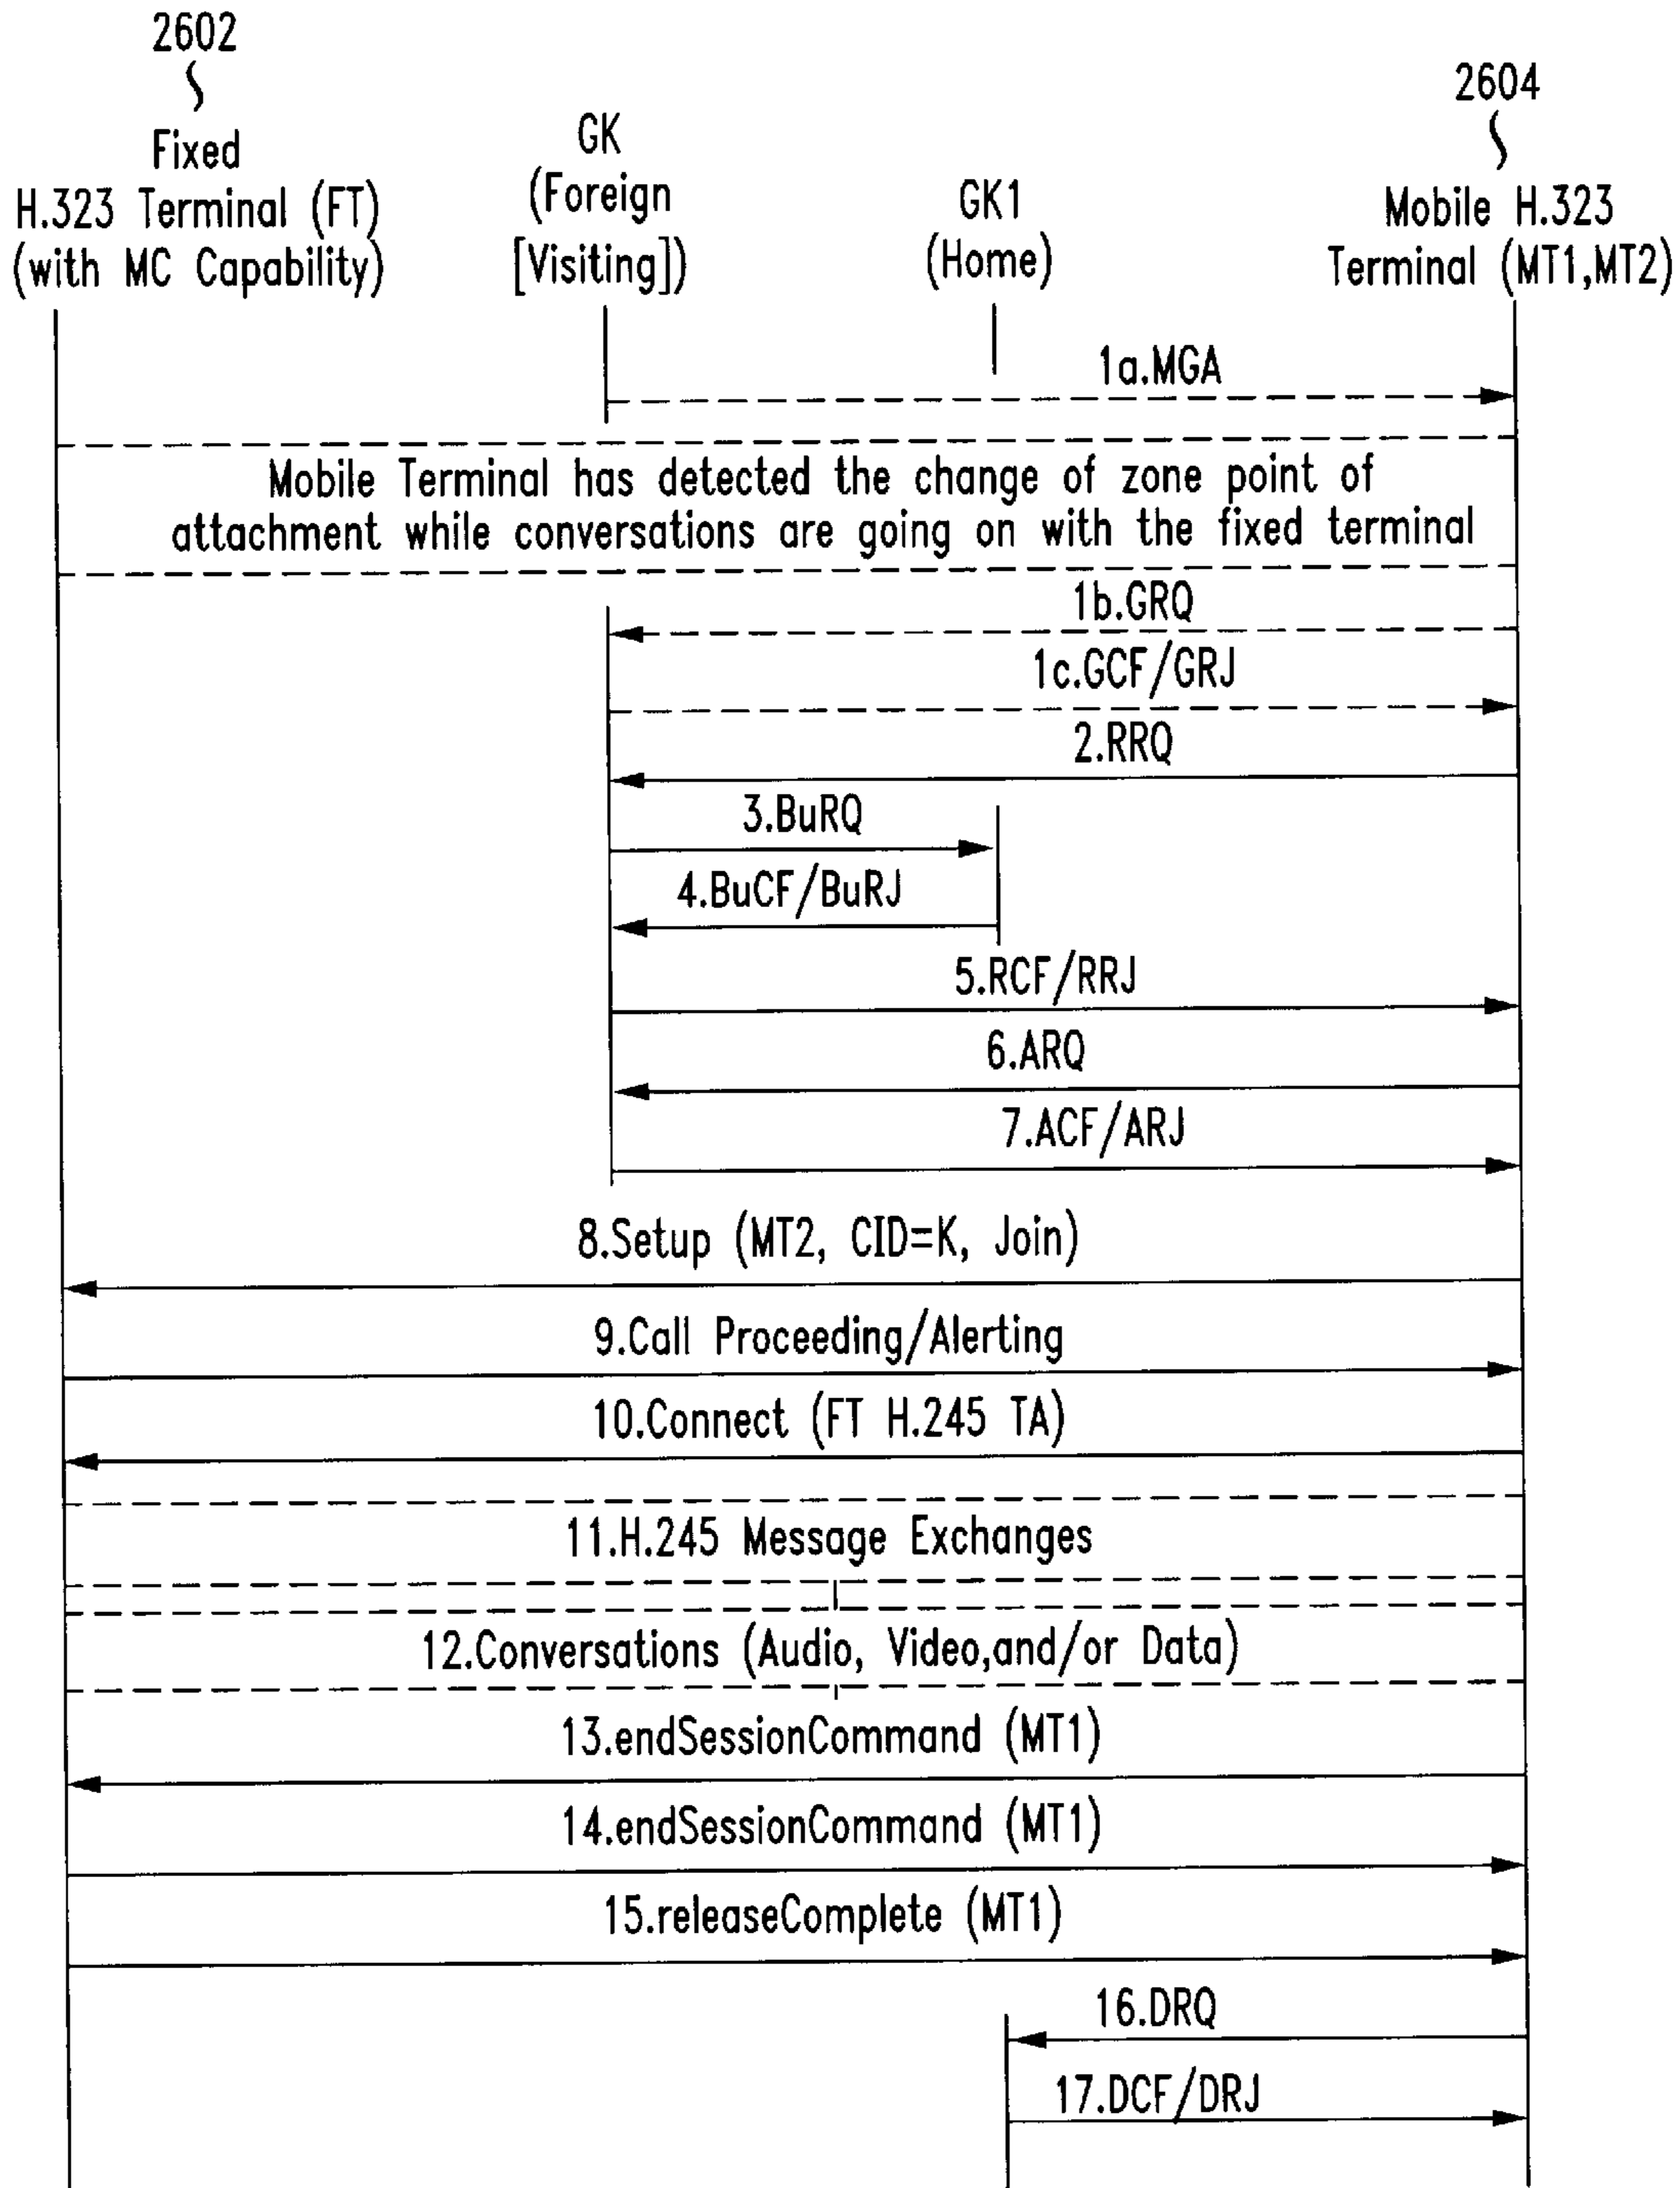 2602
Fixed
H.323 Terminal (FT)
(with MC Capability)
GK
(Foreign
[Visiting])
GK1
(Home)
2604
Mobile H.323
Terminal (MT1,MT2)
1a.MGA
Mobile Terminal has detected the change of zone point of
attachment while conversations are going on with the fixed terminal
1b.GRQ
1c.GCF/GRJ
2.RRQ
3.BuRQ
4.BuCF/BuRJ
5.RCF/RRJ
6.ARQ
7.ACF/ARJ
8.Setup (MT2, CID=K, Join)
9.Call Proceeding/Alerting
10.Connect (FT H.245 TA)
11.H.245 Message Exchanges
12.Conversations (Audio, Video,and/or Data)
13.endSessionCommand (MT1)
14.endSessionCommand (MT1)
15.releaseComplete (MT1)
16.DRQ
17.DCF/DRJ